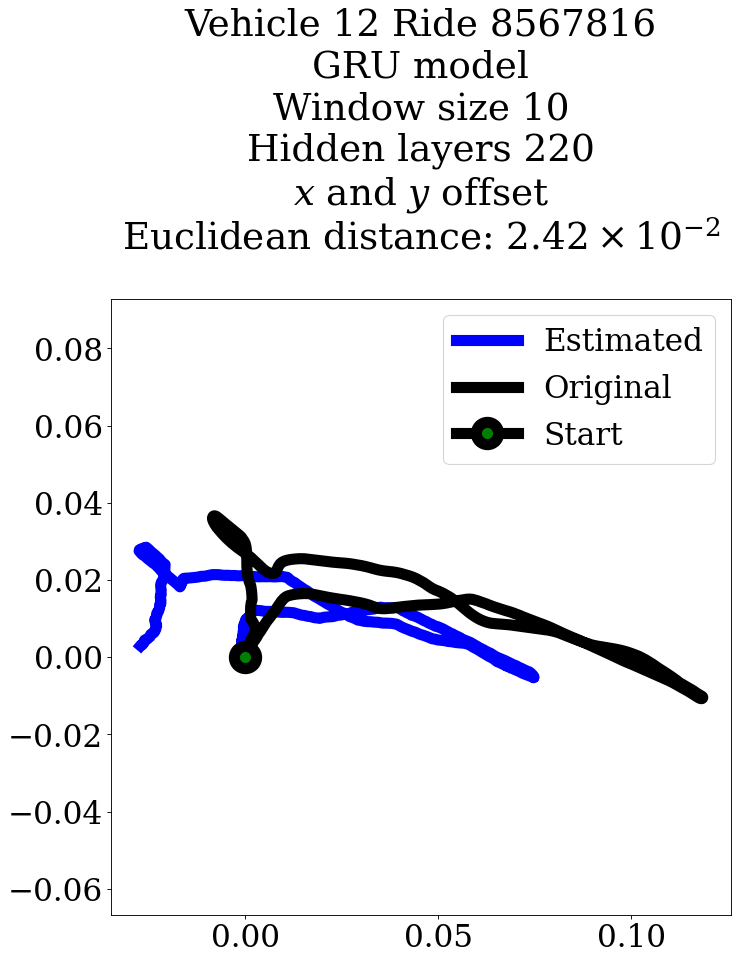 Vehicle 12 Ride 8567816
GRU model
Window size 10
Hidden layers 220
x and y offset
Euclidean distance: 2.42 × 10⁻²
Estimated
Original
Start
0.08
0.06
0.04
0.02
0.00
−0.02
−0.04
−0.06
0.00 0.05 0.10